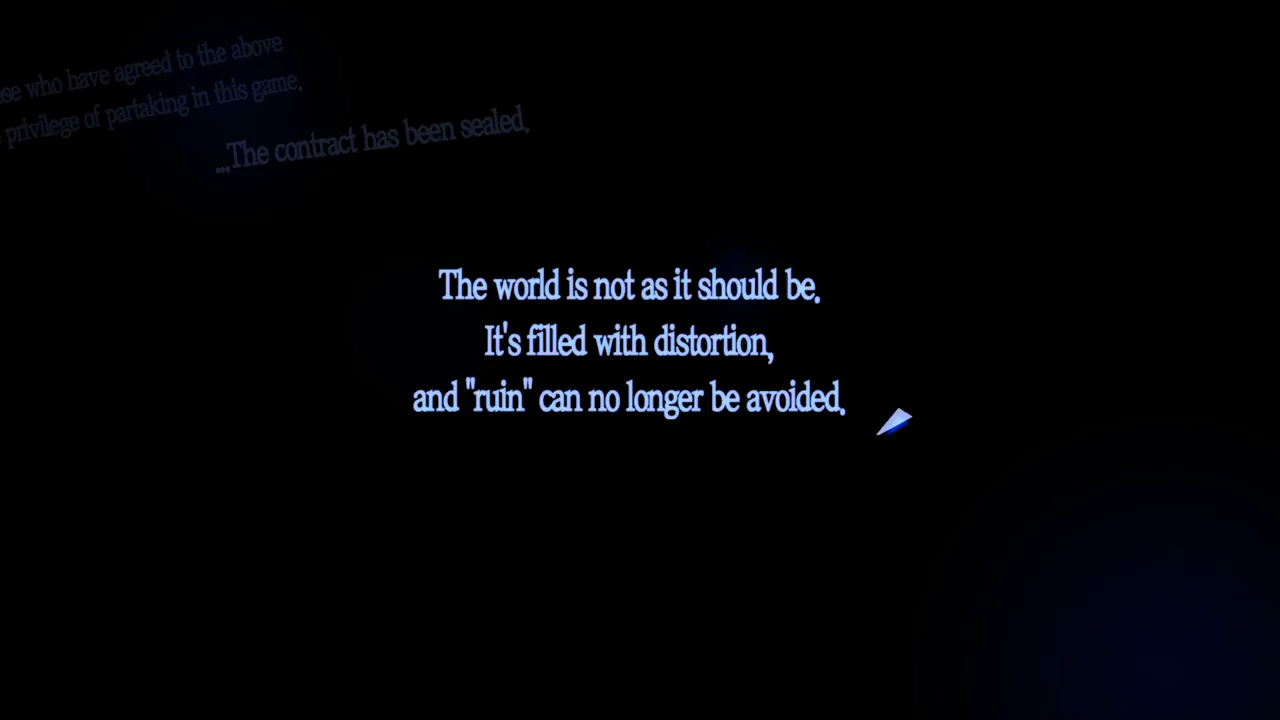 who have agreed to the above
privilege of partaking in this game.
...The contract has been sealed.
The world is not as it should be.
It's filled with distortion,
and "ruin" can no longer be avoided.